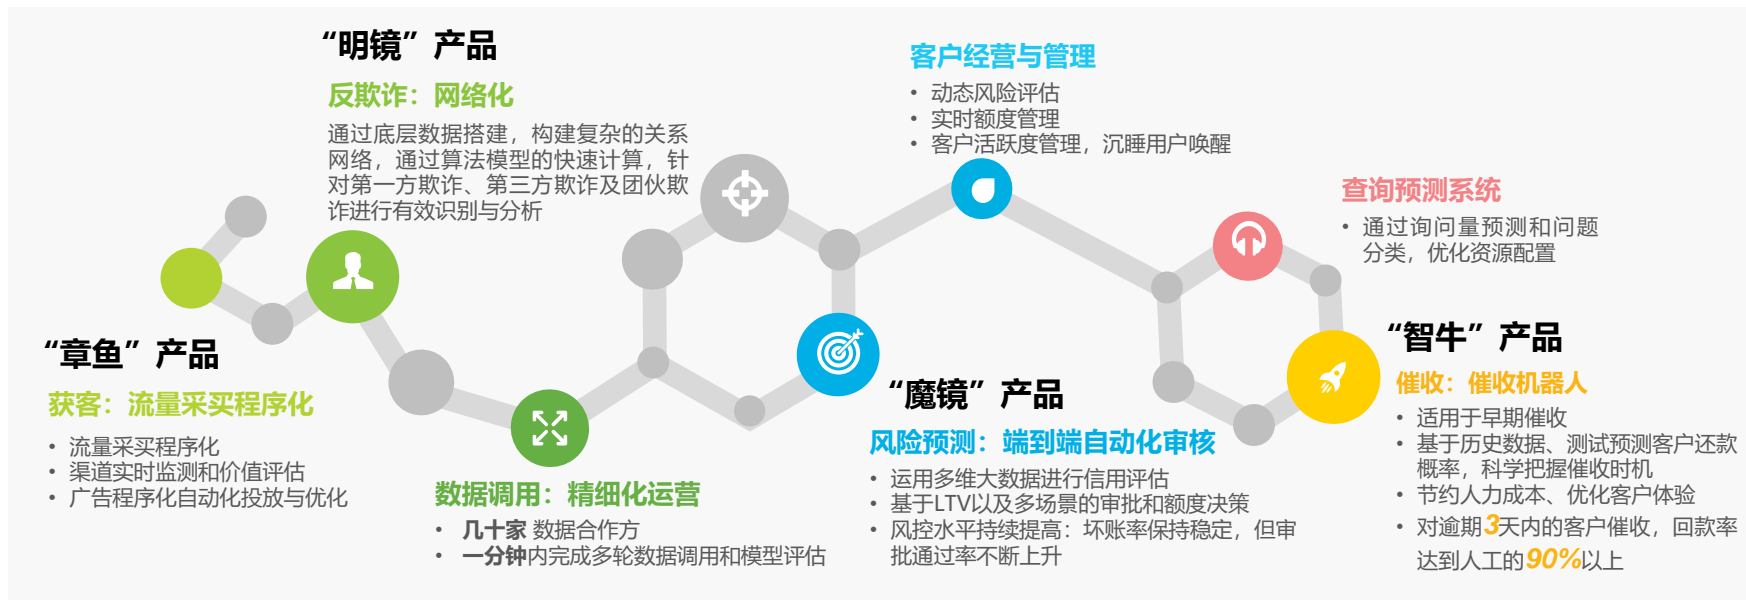 “明镜”产品
反欺诈：网络化
通过底层数据搭建，构建复杂的关系
网络，通过算法模型的快速计算，针
对第一方欺诈、第三方欺诈及团伙欺
诈进行有效识别与分析
“章鱼”产品
获客：流量采买程序化
• 流量采买程序化
• 渠道实时监测和价值评估
• 广告程序化自动化投放与优化
数据调用：精细化运营
• 几十家 数据合作方
• 一分钟内完成多轮数据调用和模型评估
客户经营与管理
• 动态风险评估
• 实时额度管理
• 客户活跃度管理，沉睡用户唤醒
“魔镜”产品
风险预测：端到端自动化审核
• 运用多维大数据进行信用评估
• 基于LTV以及多场景的审批和额度决策
• 风控水平持续提高：坏账率保持稳定，但审
批通过率不断上升
查询预测系统
• 通过询问量预测和问题
分类，优化资源配置
“智牛”产品
催收：催收机器人
• 适用于早期催收
• 基于历史数据、测试预测客户还款
概率，科学把握催收时机
• 节约人力成本、优化客户体验
• 对逾期3天内的客户催收，回款率
达到人工的90%以上